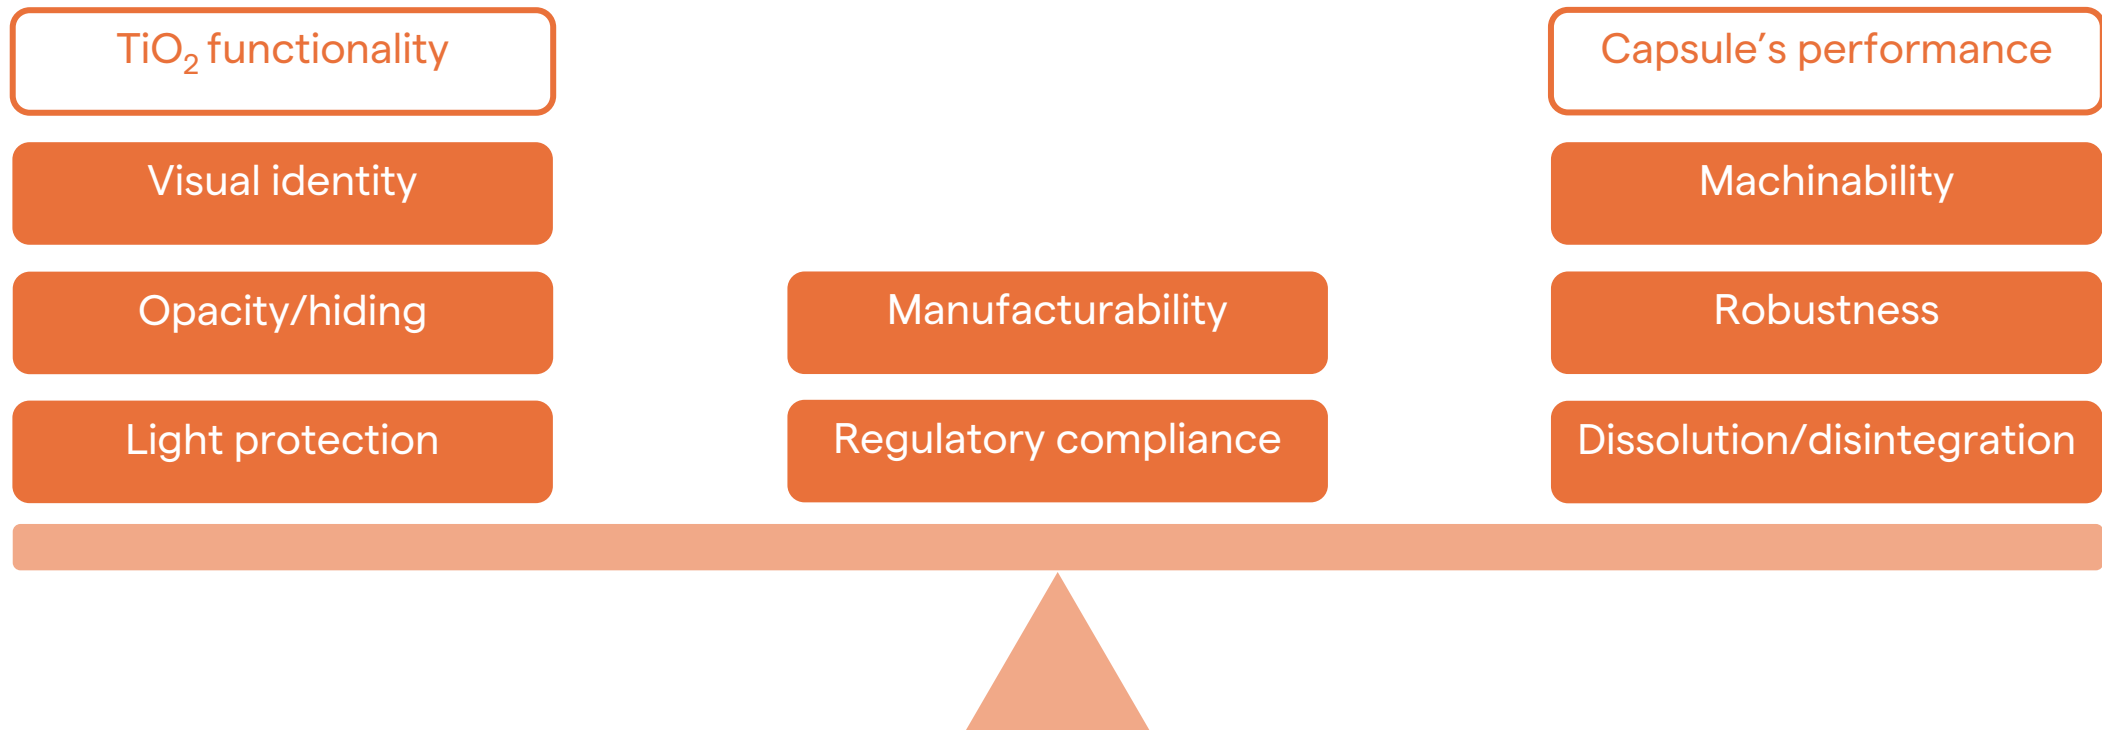 TiO₂ functionality
Visual identity
Opacity/hiding
Light protection
Manufacturability
Regulatory compliance
Capsule’s performance
Machinability
Robustness
Dissolution/disintegration